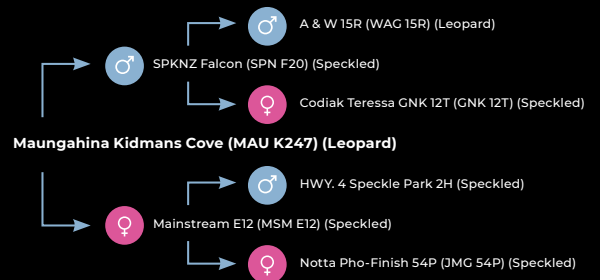 A & W 15R (WAG 15R) (Leopard)
SPKNZ Falcon (SPN F20) (Speckled)
Codiak Teressa GNK 12T (GNK 12T) (Speckled)
Maungahina Kidmans Cove (MAU K247) (Leopard)
HWY. 4 Speckle Park 2H (Speckled)
Mainstream E12 (MSM E12) (Speckled)
Notta Pho-Finish 54P (JMG 54P) (Speckled)